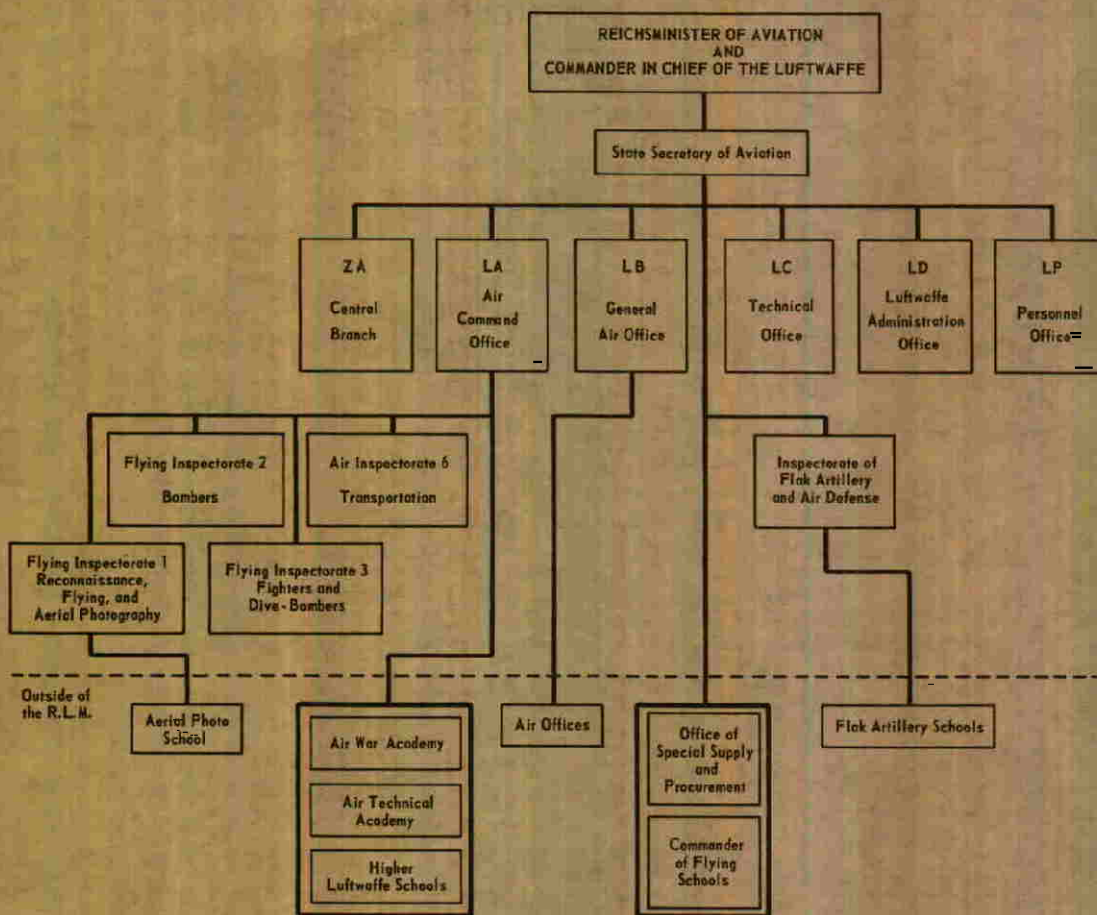 REICHSMINISTER OF AVIATION
AND
COMMANDER IN CHIEF OF THE LUFTWAFFE
State Secretary of Aviation
ZA
Central
Branch
LA
Air
Command
Office
LB
General
Air Office
LC
Technical
Office
LD
Luftwaffe
Administration
Office
LP
Personnel
Office
Flying Inspectorate 2
Bombers
Air Inspectorate 6
Transportation
Inspectorate of
Flak Artillery
and Air Defense
Flying Inspectorate 1
Reconnaissance,
Flying, and
Aerial Photography
Flying Inspectorate 3
Fighters and
Dive-Bombers
Outside of
the R.L.M.
Aerial Photo
School
Air War Academy
Air Technical
Academy
Higher
Luftwaffe Schools
Air Offices
Office of
Special Supply
and
Procurement
Commander
of Flying
Schools
Flak Artillery Schools